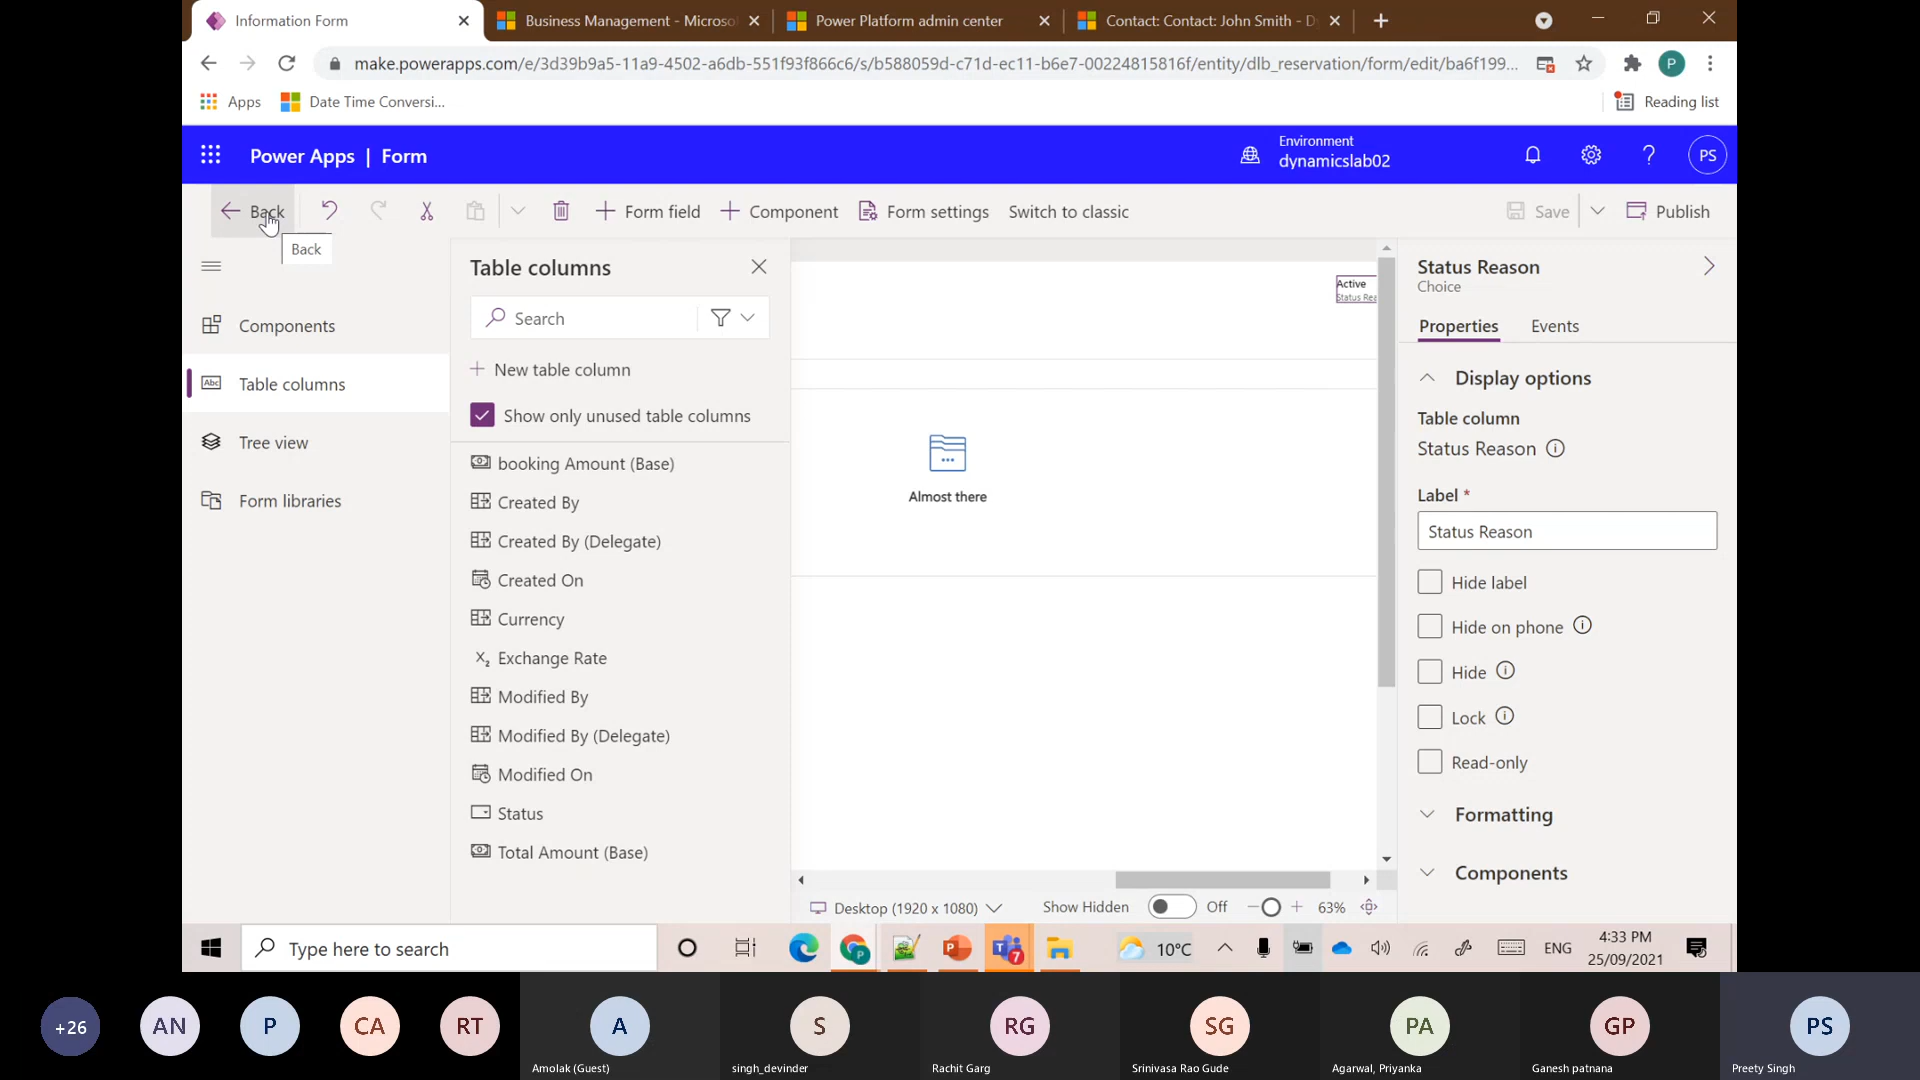 Information Form
Business Management - Microso
Power Platform admin center
Contact: Contact: John Smith - D
make.powerapps.com/e/3d39b9a5-11a9-4502-a6db-551f93f866c6/s/b588059d-c71d-ec11-b6e7-00224815816f/entity/dlb_reservation/form/edit/ba6f199...
P
Apps
Date Time Conversi...
Reading list
Power Apps | Form
Environment
dynamicslab02
PS
Back
Form field
Component
Form settings
Switch to classic
Save
Publish
Back
Components
Table columns
Tree view
Form libraries
Table columns
Search
New table column
Show only unused table columns
booking Amount (Base)
Created By
Created By (Delegate)
Created On
Currency
Exchange Rate
Modified By
Modified By (Delegate)
Modified On
Status
Total Amount (Base)
Active
Status Rea
Almost there
Desktop (1920 x 1080)
Show Hidden
Off
63%
Status Reason
Choice
Properties
Events
Display options
Table column
Status Reason
Label *
Status Reason
Hide label
Hide on phone
Hide
Lock
Read-only
Formatting
Components
Type here to search
7
10°C
ENG
4:33 PM
25/09/2021
+26
AN
P
CA
RT
A
Amolak (Guest)
S
singh_devinder
RG
Rachit Garg
SG
Srinivasa Rao Gude
PA
Agarwal, Priyanka
GP
Ganesh patnana
PS
Preety Singh